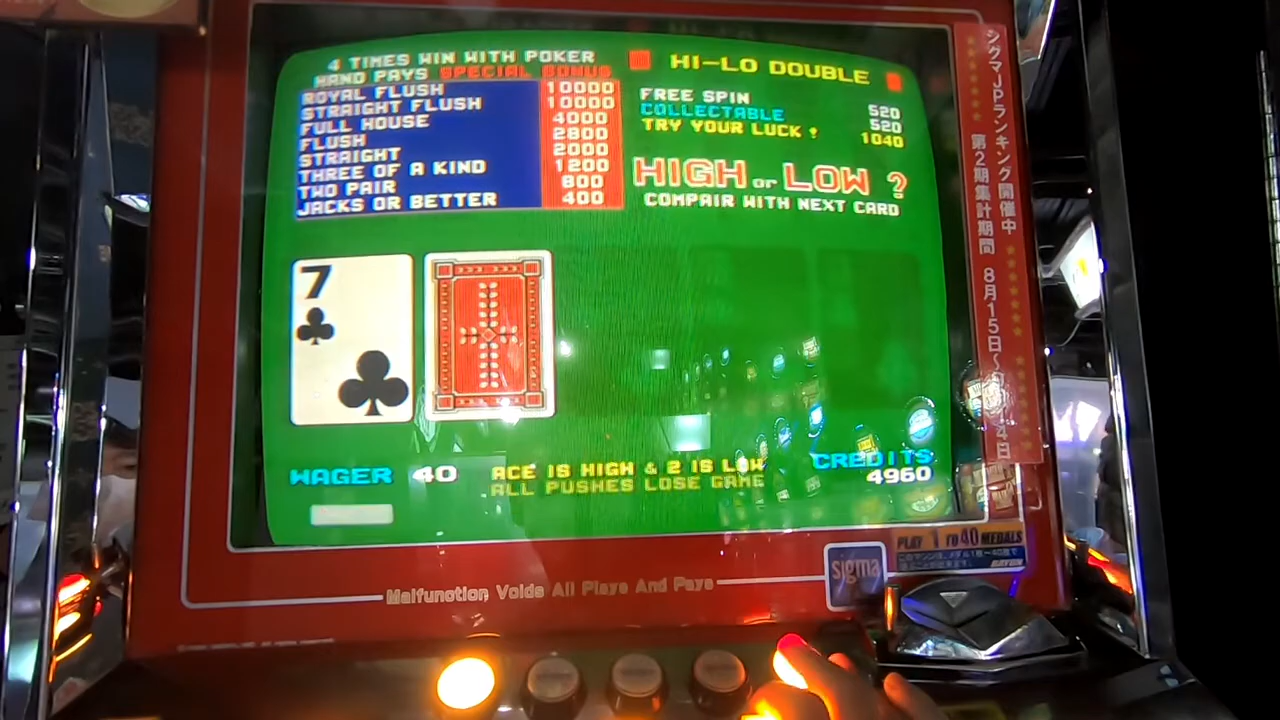 4 TIMES WIN WITH POKER
HAND PAYS SPECIAL BONUS
ROYAL FLUSH 10000
STRAIGHT FLUSH 10000
FULL HOUSE 4000
FLUSH 2800
STRAIGHT 2000
THREE OF A KIND 1200
TWO PAIR 800
JACKS OR BETTER 400
HI-LO DOUBLE
FREE SPIN 520
COLLECTABLE 520
TRY YOUR LUCK ! 1040
HIGH or LOW ?
COMPAIR WITH NEXT CARD
7
WAGER 40
ACE IS HIGH & 2 IS LOW
ALL PUSHES LOSE GAME
CREDITS
4960
シグマJPランキング開催中
第2期集計期間 8月15日~
4日
PLAY 1 TO 40 MEDALS
sigma
Malfunction Voids All Plays And Pays